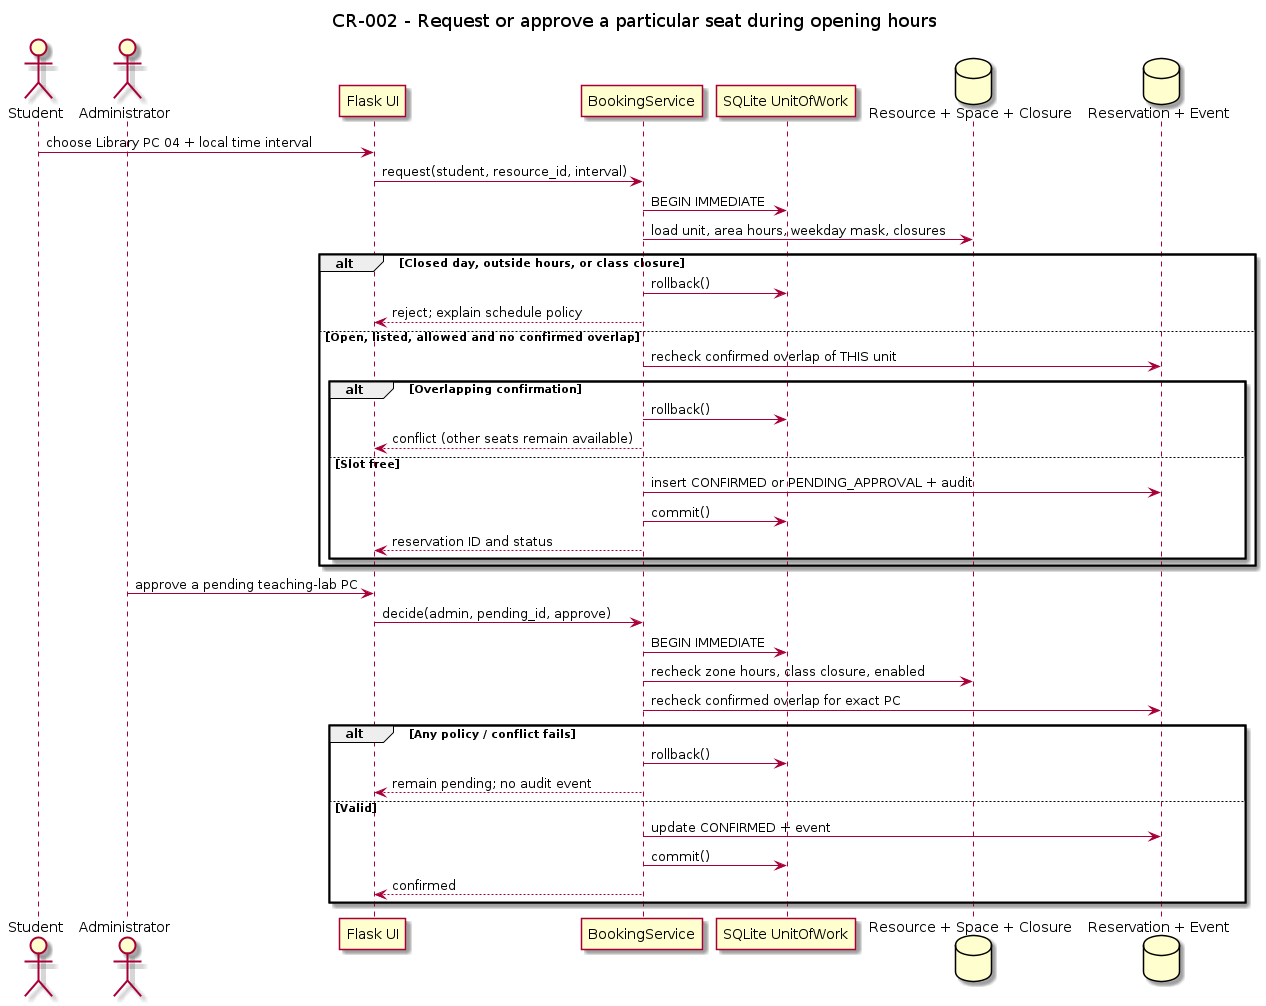 CR-002 - Request or approve a particular seat during opening hours
Student
Administrator
Flask UI
BookingService
SQLite UnitOfWork
Resource + Space + Closure
Reservation + Event
choose Library PC 04 + local time interval
request(student, resource_id, interval)
BEGIN IMMEDIATE
load unit, area hours, weekday mask, closures
alt
[Closed day, outside hours, or class closure]
rollback()
reject; explain schedule policy
[Open, listed, allowed and no confirmed overlap]
recheck confirmed overlap of THIS unit
alt
[Overlapping confirmation]
rollback()
conflict (other seats remain available)
[Slot free]
insert CONFIRMED or PENDING_APPROVAL + audit
commit()
reservation ID and status
approve a pending teaching-lab PC
decide(admin, pending_id, approve)
BEGIN IMMEDIATE
recheck zone hours, class closure, enabled
recheck confirmed overlap for exact PC
alt
[Any policy / conflict fails]
rollback()
remain pending; no audit event
[Valid]
update CONFIRMED + event
commit()
confirmed
Student
Administrator
Flask UI
BookingService
SQLite UnitOfWork
Resource + Space + Closure
Reservation + Event